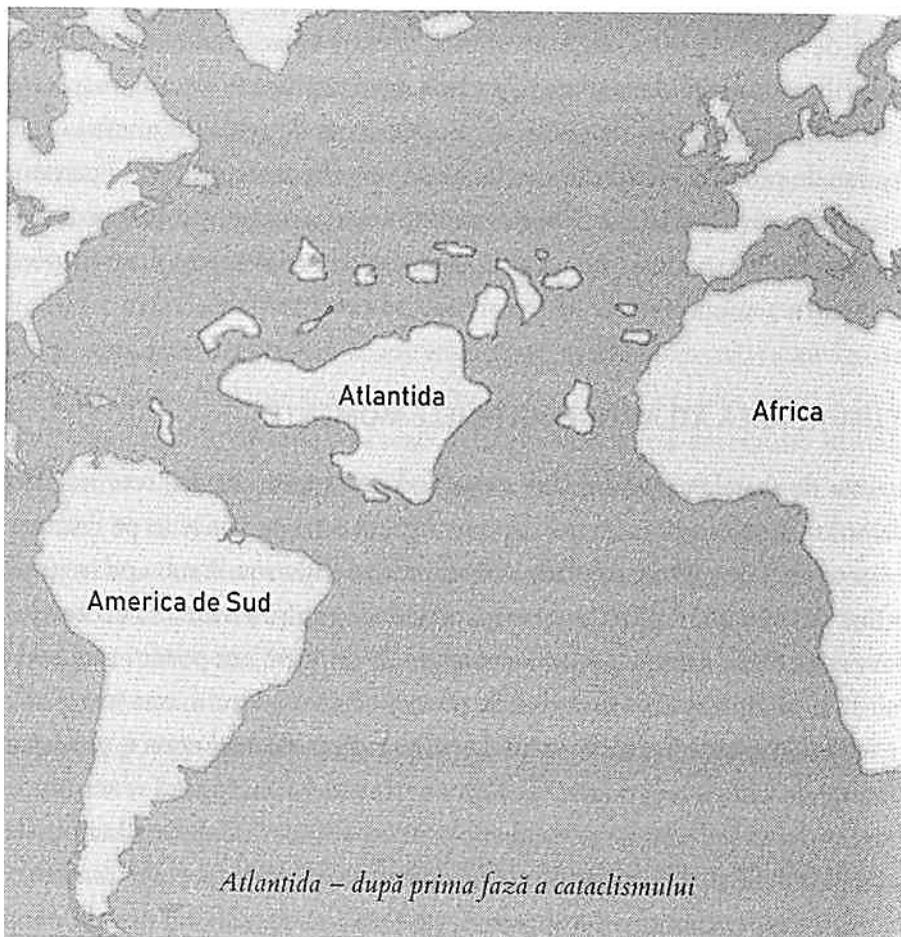 Atlantida
Africa
America de Sud
Atlantida – după prima fază a cataclismului